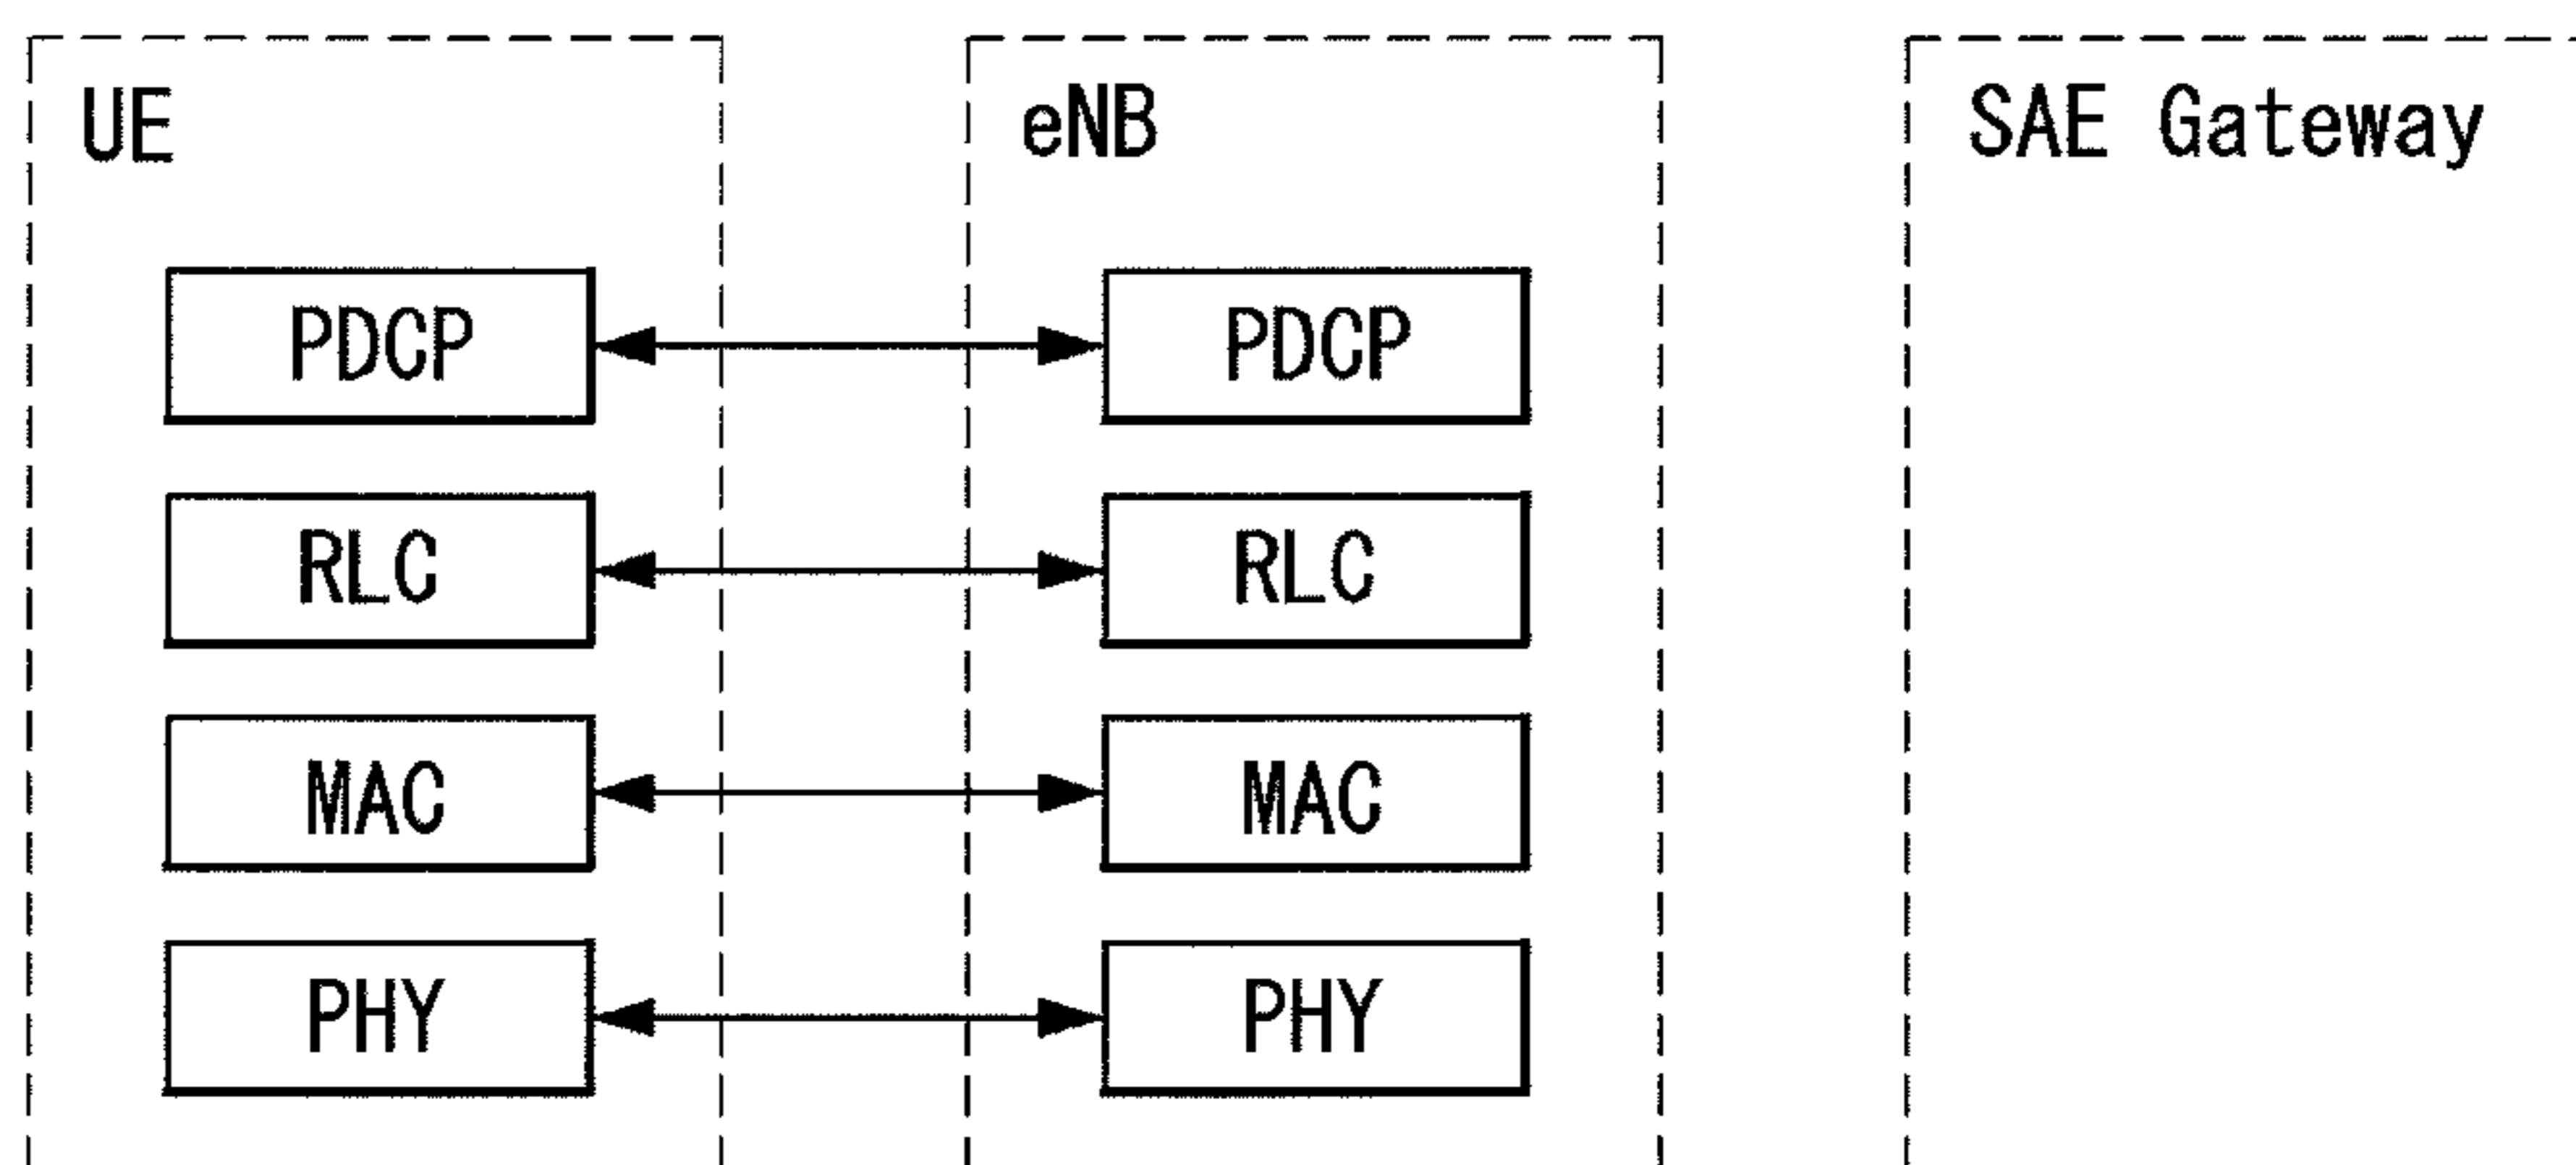 UE
eNB
SAE Gateway
PDCP
PDCP
RLC
RLC
MAC
MAC
PHY
PHY